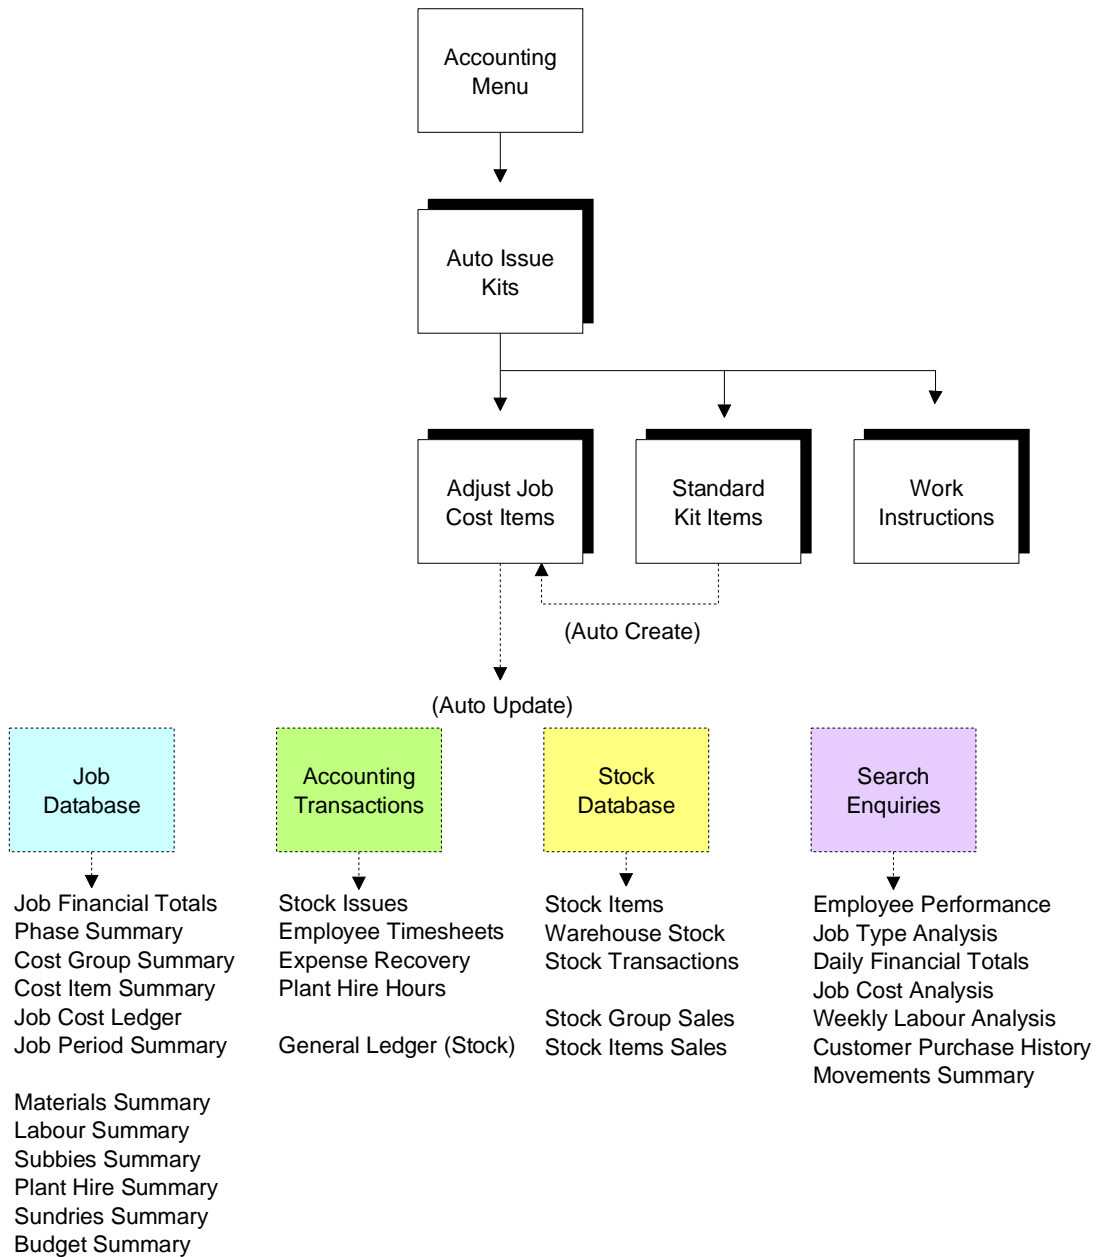 Accounting
Menu
Auto Issue
Kits
Adjust Job
Cost Items
Standard
Kit Items
Work
Instructions
(Auto Create)
(Auto Update)
Job
Database
Accounting
Transactions
Stock
Database
Search
Enquiries
Job Financial Totals
Phase Summary
Cost Group Summary
Cost Item Summary
Job Cost Ledger
Job Period Summary
Materials Summary
Labour Summary
Subbies Summary
Plant Hire Summary
Sundries Summary
Budget Summary
Stock Issues
Employee Timesheets
Expense Recovery
Plant Hire Hours
General Ledger (Stock)
Stock Items
Warehouse Stock
Stock Transactions
Stock Group Sales
Stock Items Sales
Employee Performance
Job Type Analysis
Daily Financial Totals
Job Cost Analysis
Weekly Labour Analysis
Customer Purchase History
Movements Summary